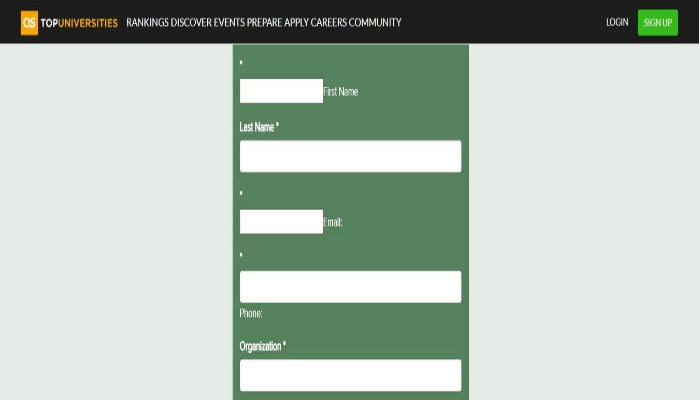 QS TOPUNIVERSITIES RANKINGS DISCOVER EVENTS PREPARE APPLY CAREERS COMMUNITY LOGIN SIGN UP
*
First Name
Last Name *
*
Email:
*
Phone:
Organization *